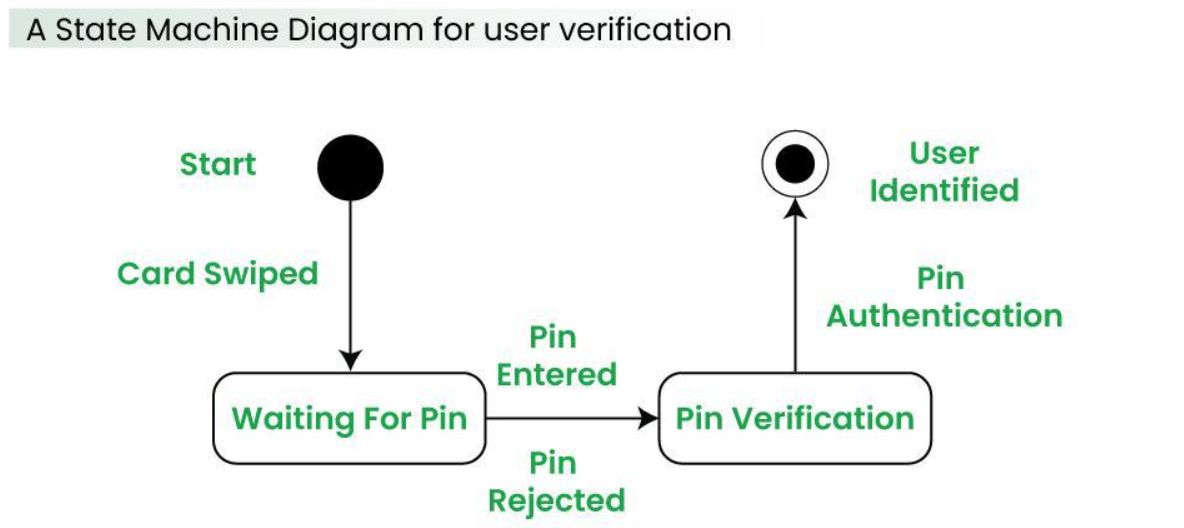 A State Machine Diagram for user verification
Start
User
Identified
Card Swiped
Pin
Authentication
Pin
Entered
Waiting For Pin
Pin Verification
Pin
Rejected